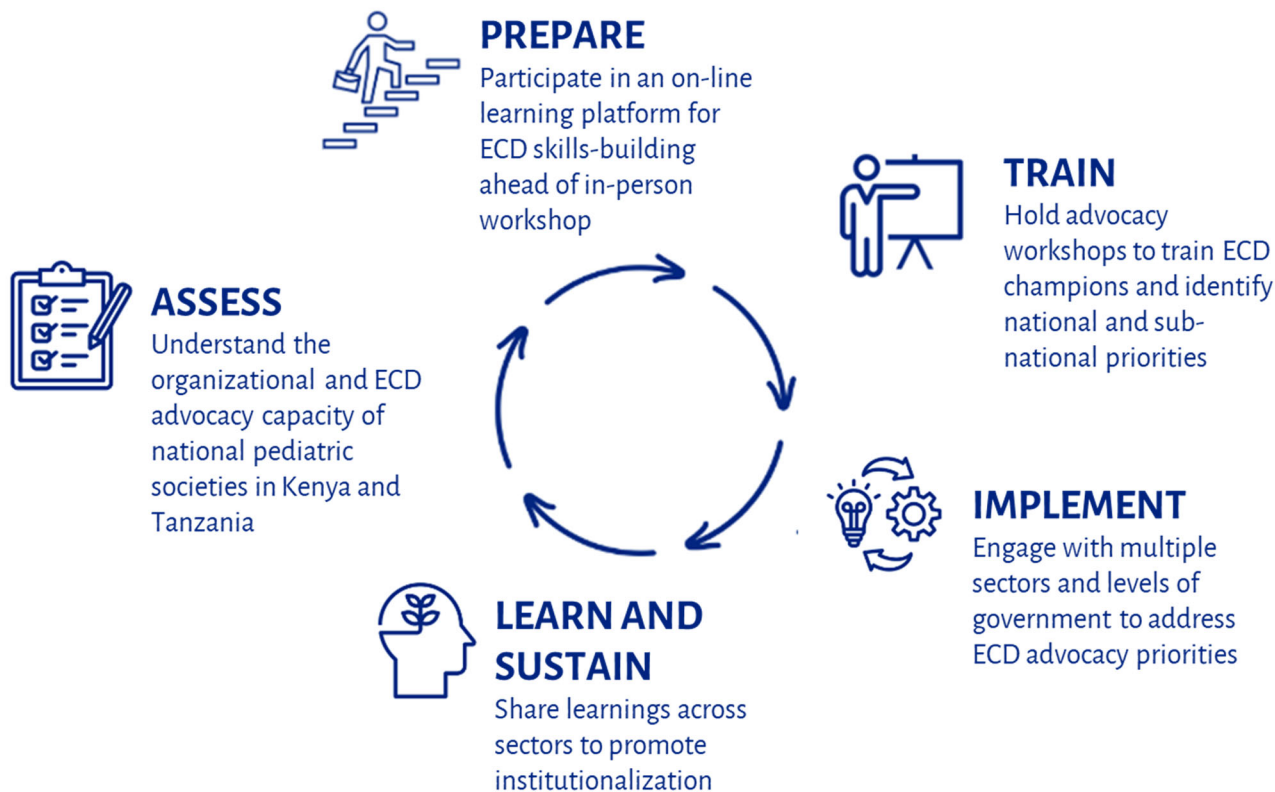 PREPARE
Participate in an on-line
learning platform for
ECD skills-building
ahead of in-person
workshop
TRAIN
Hold advocacy
workshops to train ECD
champions and identify
national and sub-
national priorities
IMPLEMENT
Engage with multiple
sectors and levels of
government to address
ECD advocacy priorities
LEARN AND
SUSTAIN
Share learnings across
sectors to promote
institutionalization
ASSESS
Understand the
organizational and ECD
advocacy capacity of
national pediatric
societies in Kenya and
Tanzania